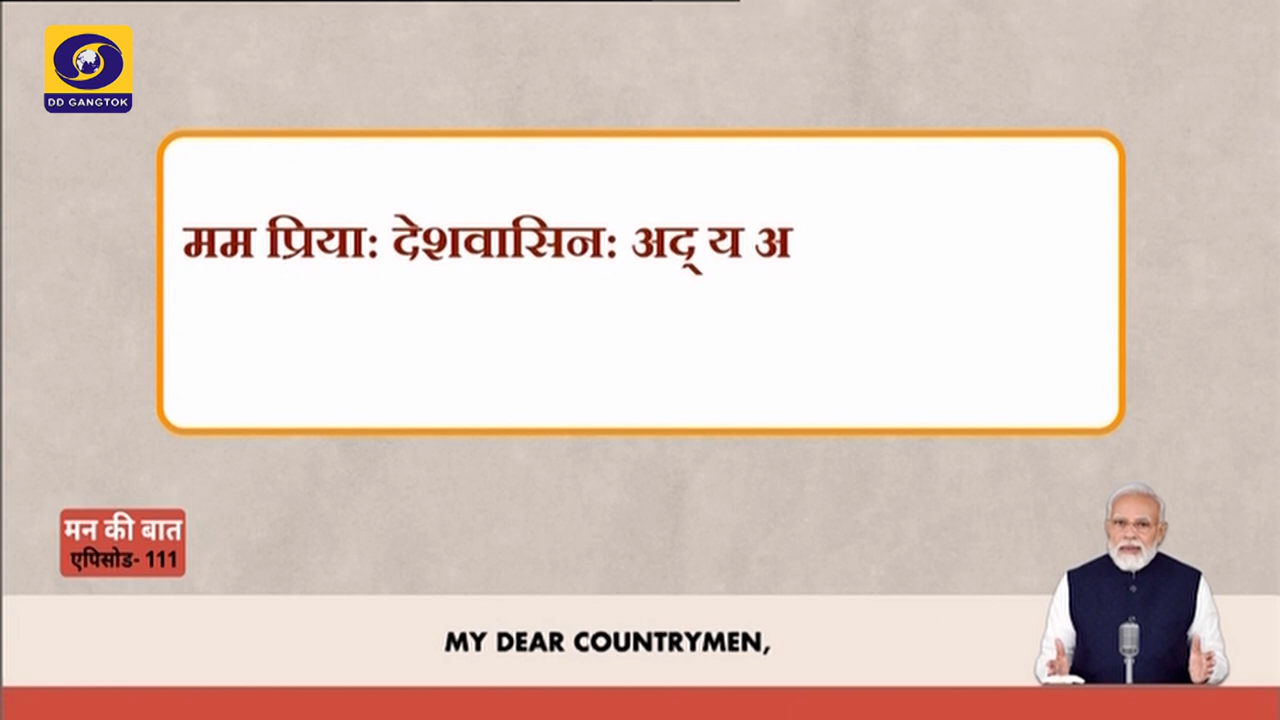 DD GANGTOK
मम प्रिया: देशवासिन: अद् य अ
मन की बात
एपिसोड- 111
MY DEAR COUNTRYMEN,